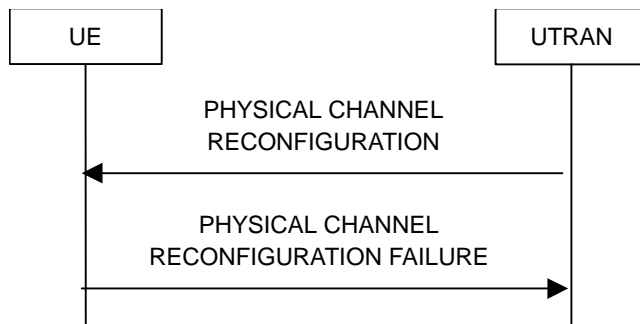 UE
UTRAN
PHYSICAL CHANNEL
RECONFIGURATION
PHYSICAL CHANNEL
RECONFIGURATION FAILURE